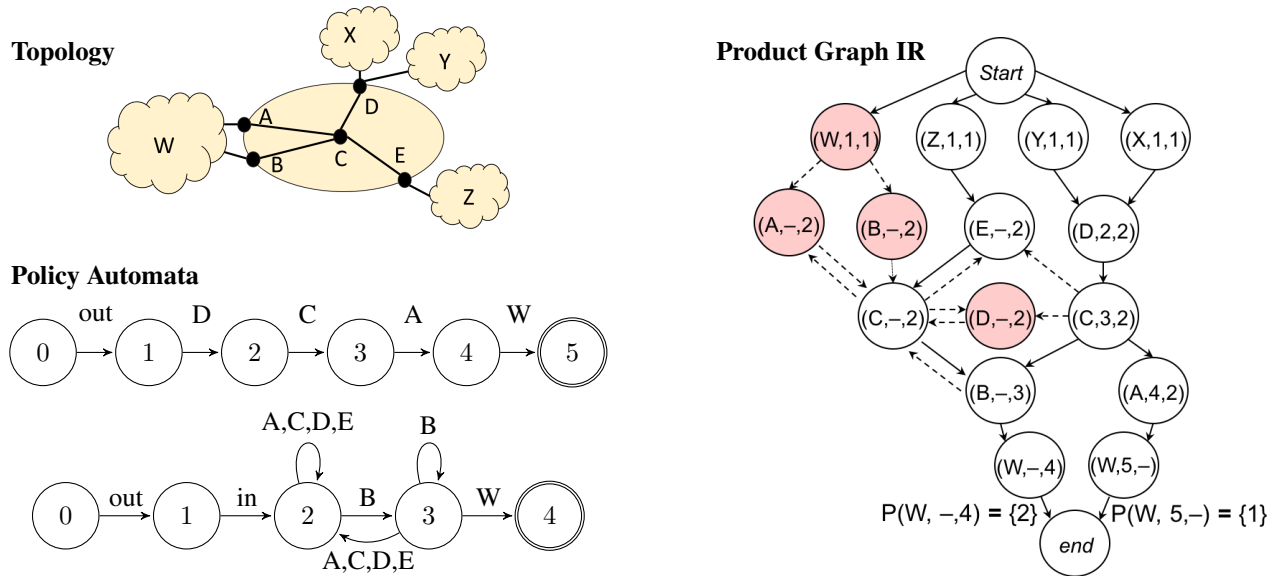 Topology
X
Y
A
D
W
B
C
E
Z
Policy Automata
out
D
C
A
W
0
1
2
3
4
5
A,C,D,E
B
out
in
B
W
0
1
2
3
4
A,C,D,E
Product Graph IR
Start
(W,1,1)
(Z,1,1)
(Y,1,1)
(X,1,1)
(A,–,2)
(B,–,2)
(E,–,2)
(D,2,2)
(C,–,2)
(D,–,2)
(C,3,2)
(B,–,3)
(A,4,2)
(W,–,4)
(W,5,–)
P(W, –,4) = {2}
P(W, 5,–) = {1}
end